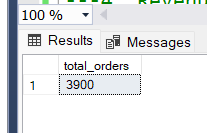 100 %
Results Messages
total_orders
1 3900